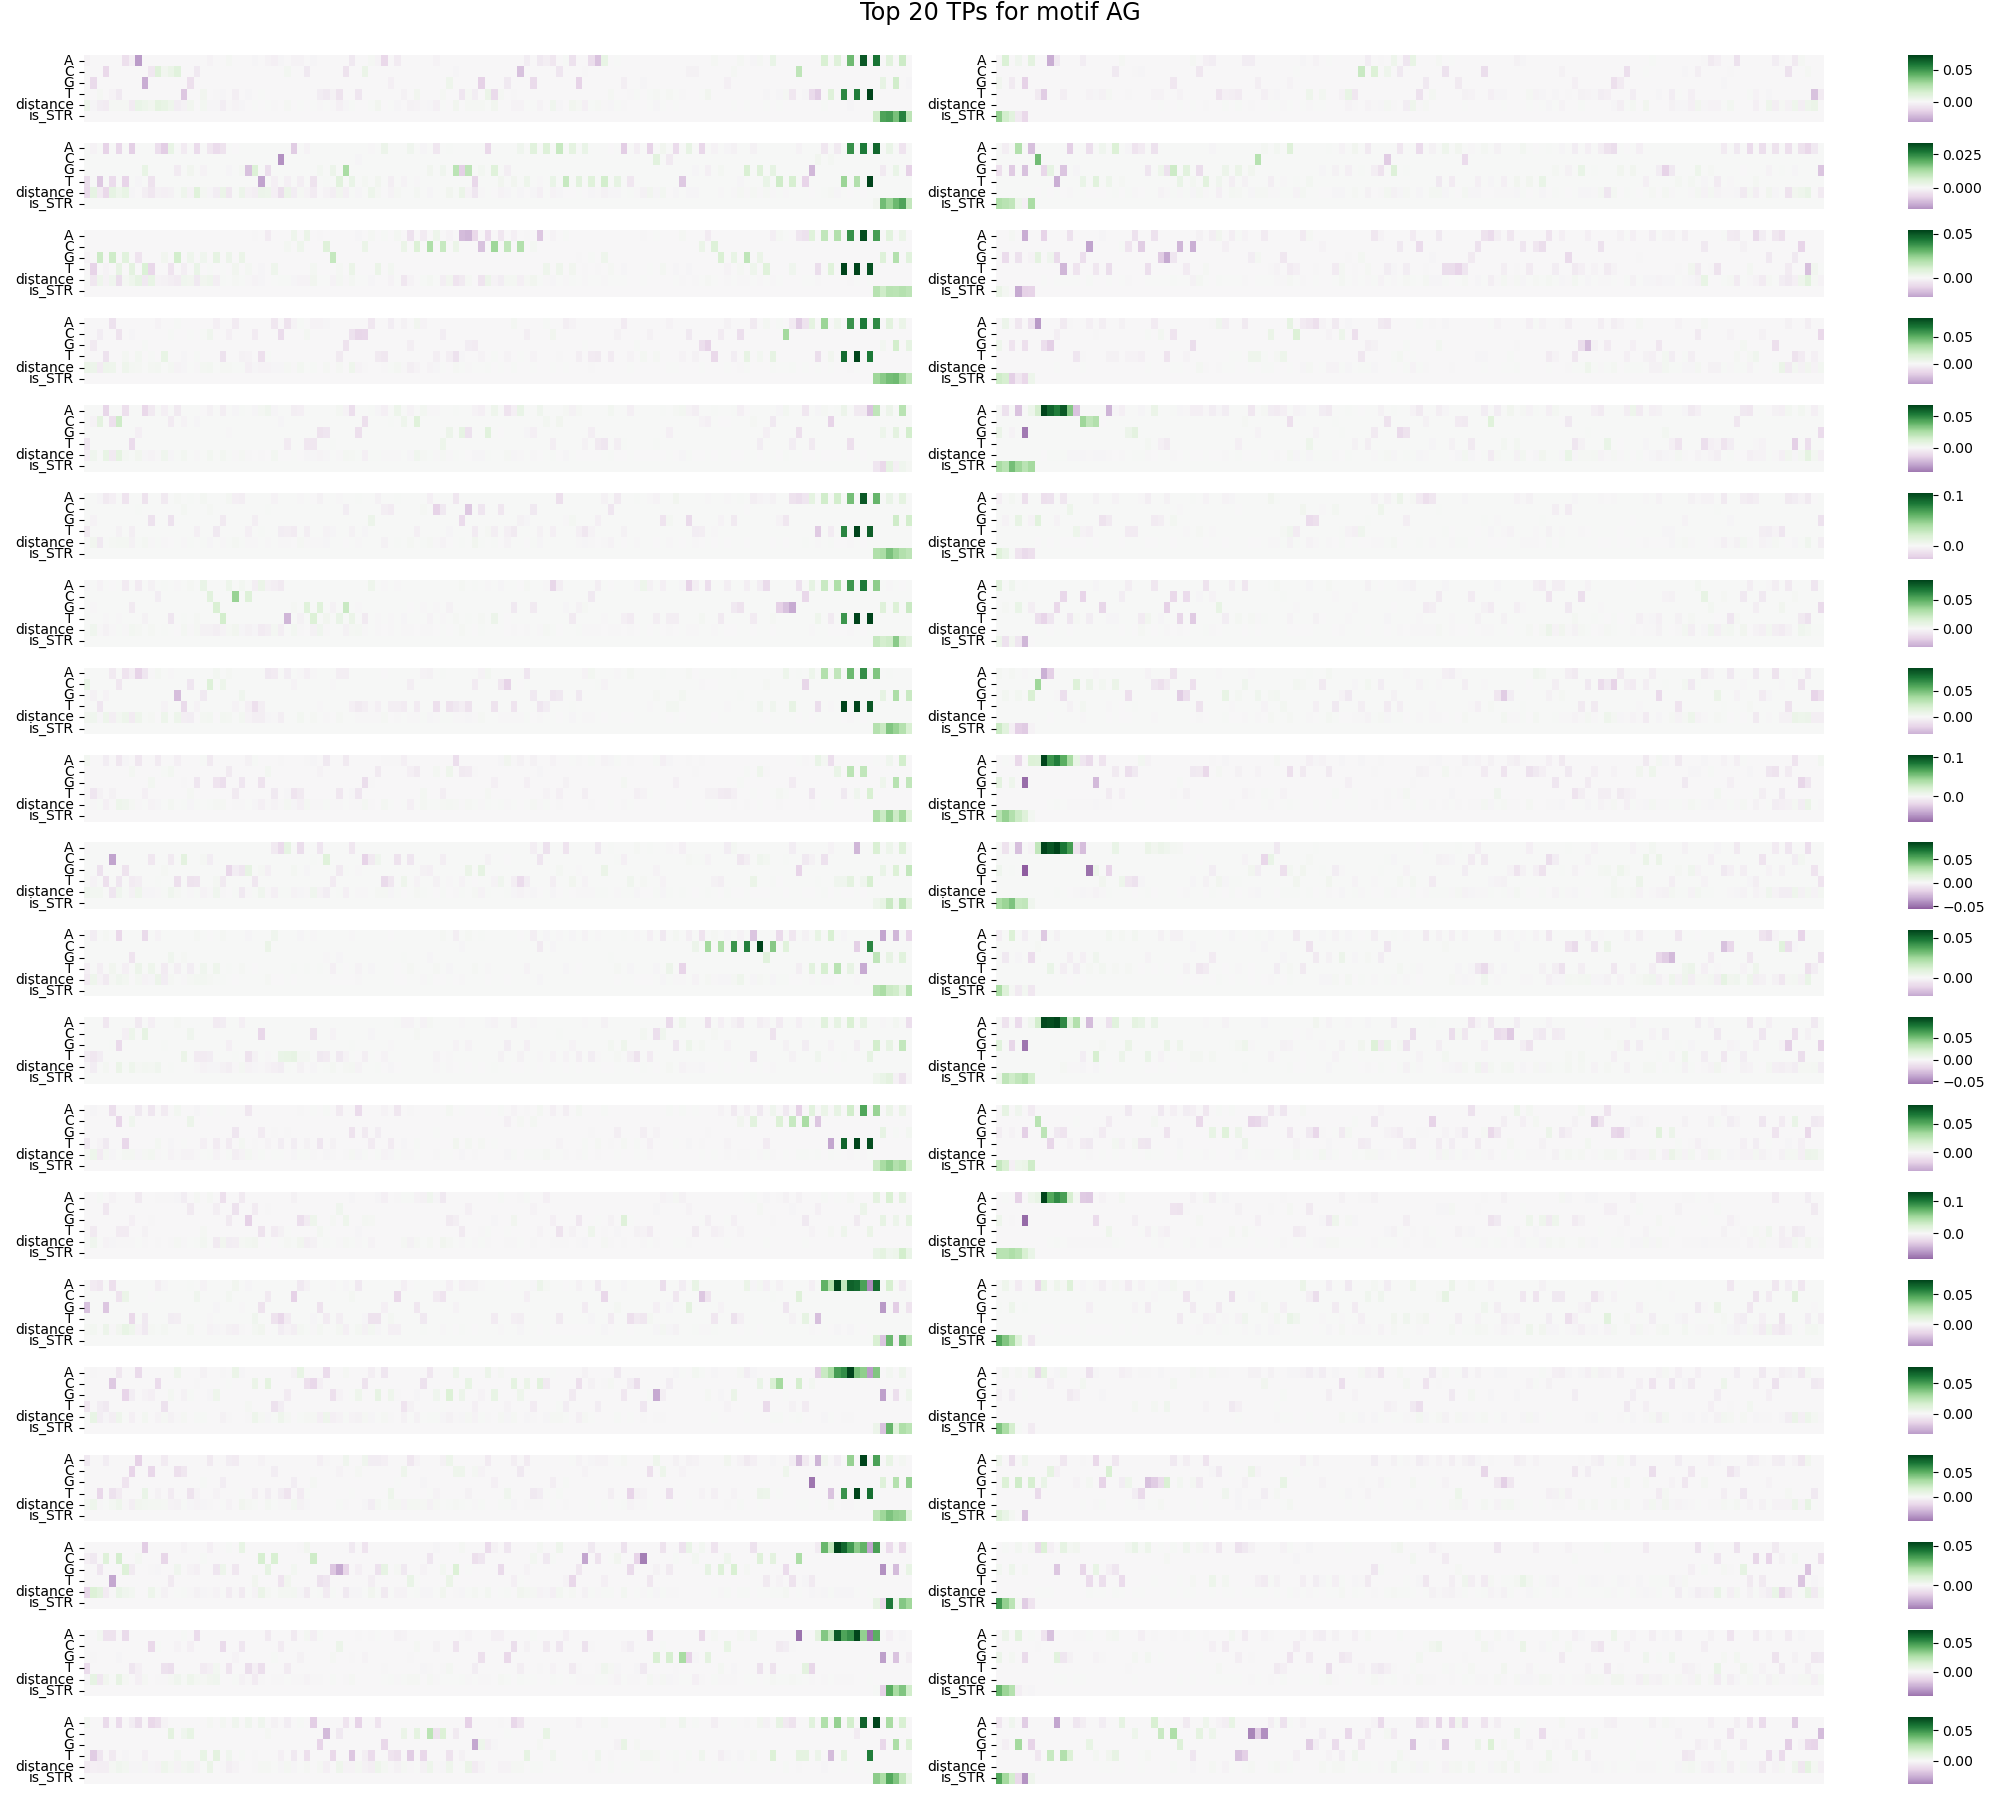 Top 20 TPs for motif AG
A A 0.05
C C
G G 0.00
T T
distance distance
is_STR is_STR
A A 0.025
C C
G G 0.000
T T
distance distance
is_STR is_STR
A A 0.05
C C
G G 0.00
T T
distance distance
is_STR is_STR
A A 0.05
C C
G G 0.00
T T
distance distance
is_STR is_STR
A A 0.05
C C
G G 0.00
T T
distance distance
is_STR is_STR
A A 0.1
C C
G G 0.0
T T
distance distance
is_STR is_STR
A A 0.05
C C
G G 0.00
T T
distance distance
is_STR is_STR
A A 0.05
C C
G G 0.00
T T
distance distance
is_STR is_STR
A A 0.1
C C
G G 0.0
T T
distance distance
is_STR is_STR
A A 0.05
C C
G G 0.00
T T
distance distance −0.05
is_STR is_STR
A A 0.05
C C
G G 0.00
T T
distance distance
is_STR is_STR
A A 0.05
C C
G G 0.00
T T
distance distance −0.05
is_STR is_STR
A A 0.05
C C
G G 0.00
T T
distance distance
is_STR is_STR
A A 0.1
C C
G G 0.0
T T
distance distance
is_STR is_STR
A A 0.05
C C
G G 0.00
T T
distance distance
is_STR is_STR
A A 0.05
C C
G G 0.00
T T
distance distance
is_STR is_STR
A A 0.05
C C
G G 0.00
T T
distance distance
is_STR is_STR
A A 0.05
C C
G G 0.00
T T
distance distance
is_STR is_STR
A A 0.05
C C
G G 0.00
T T
distance distance
is_STR is_STR
A A 0.05
C C
G G 0.00
T T
distance distance
is_STR is_STR